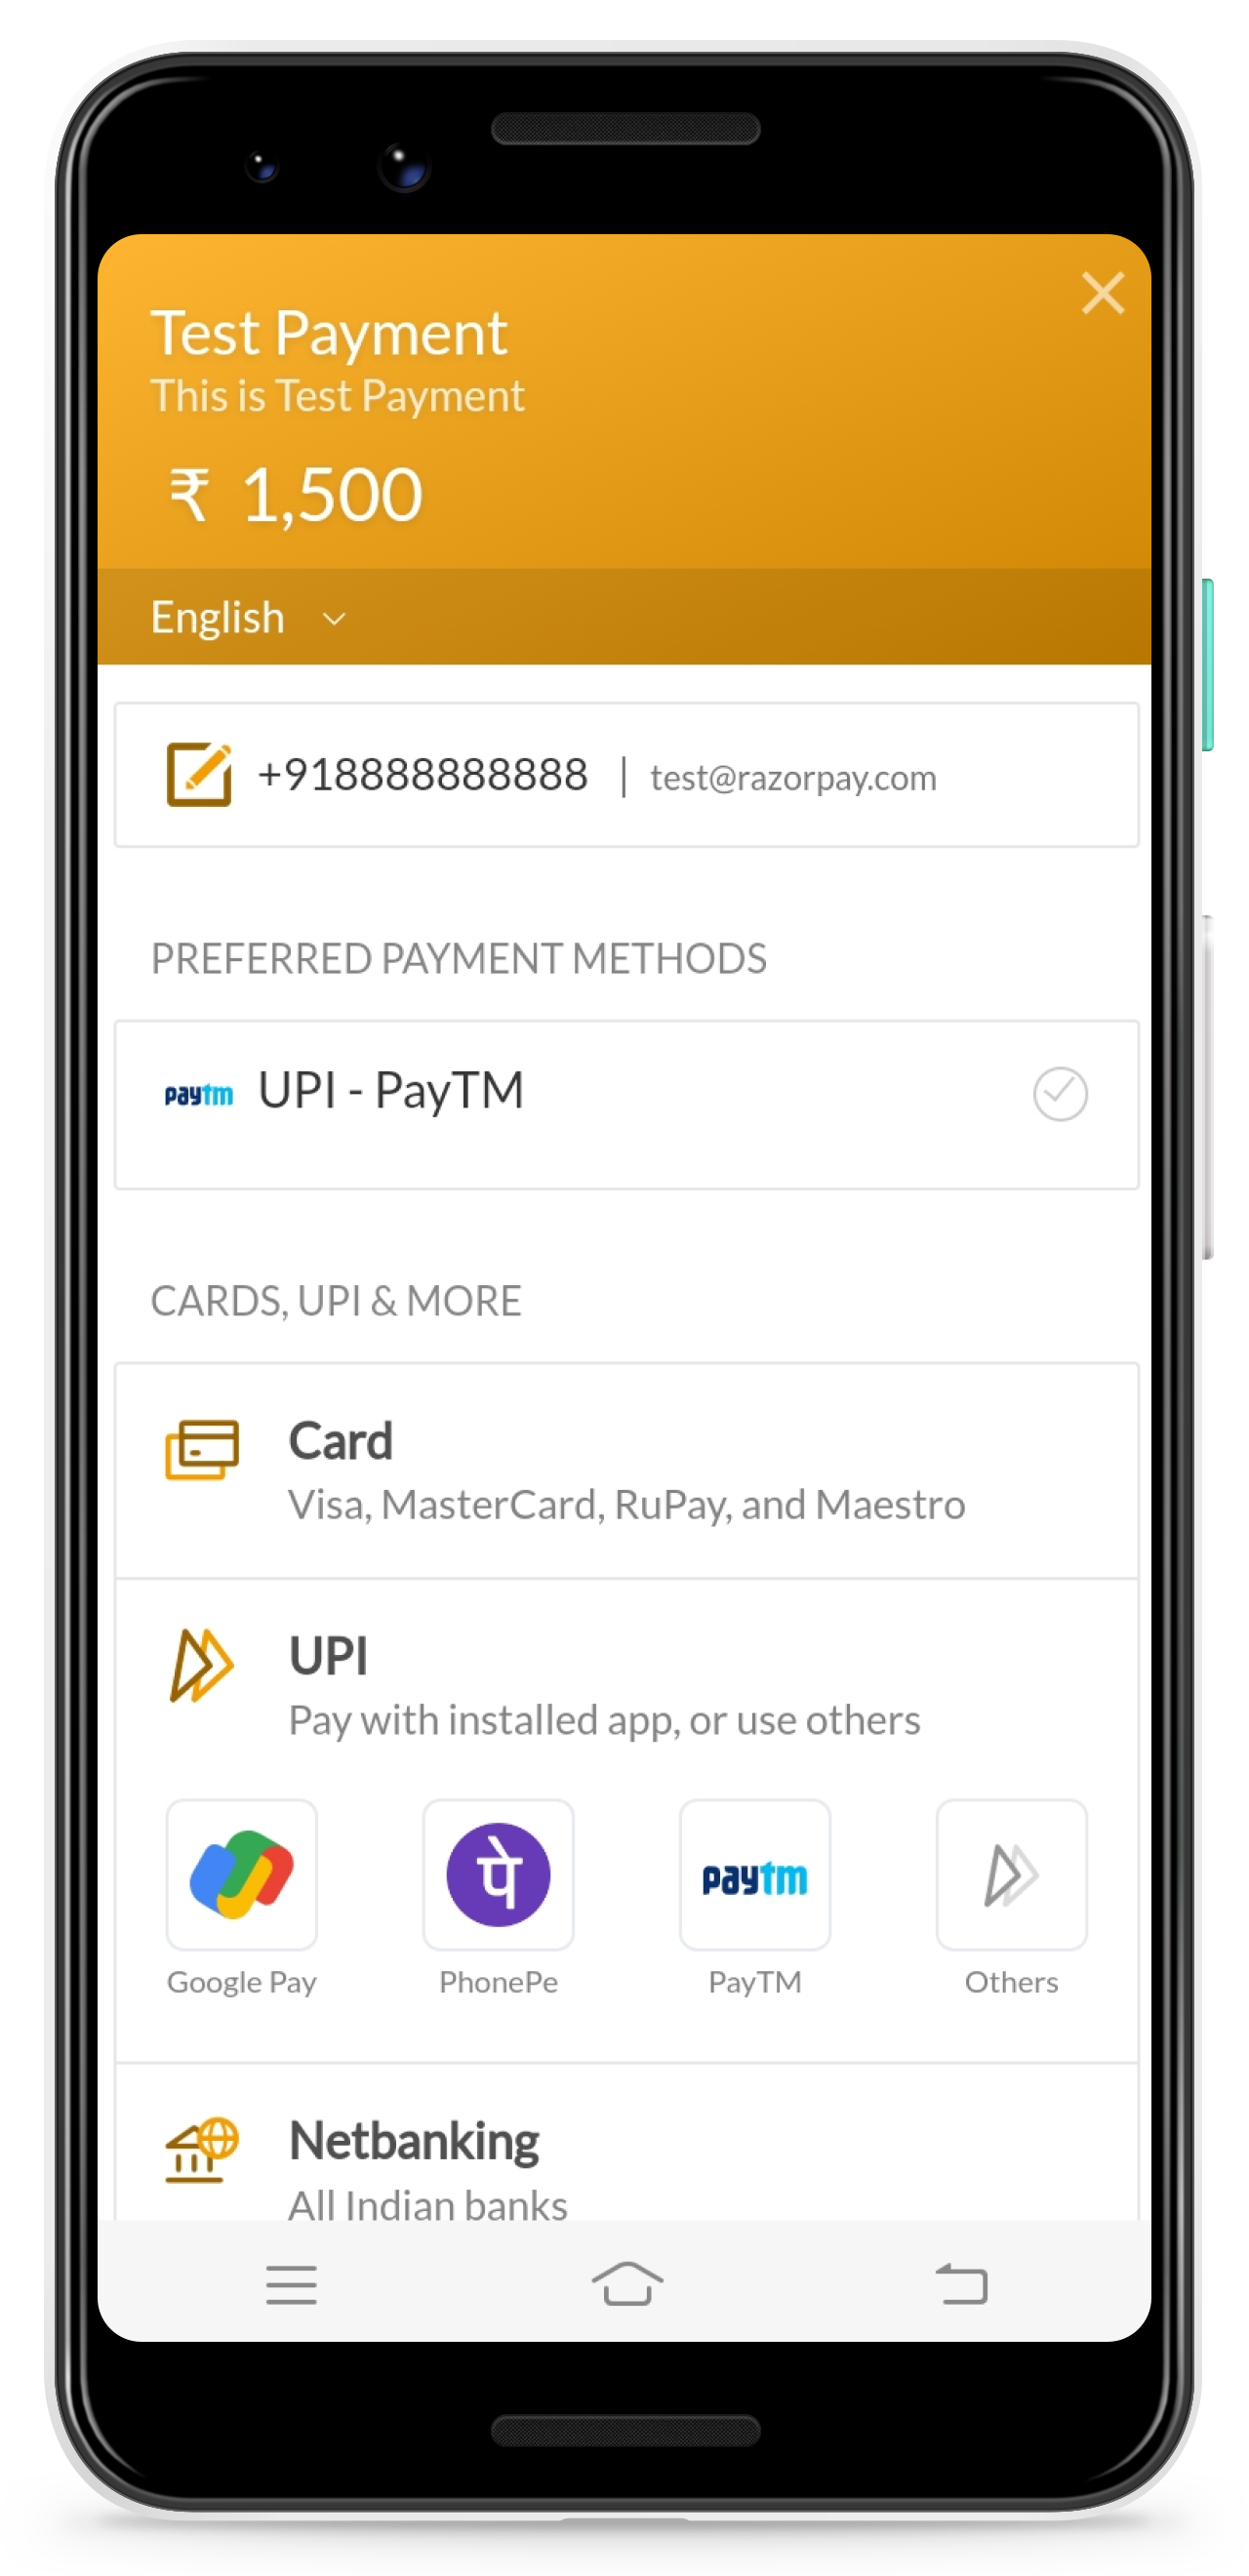 Test Payment
This is Test Payment
₹ 1,500
English
+918888888888 | test@razorpay.com
PREFERRED PAYMENT METHODS
paytm UPI - PayTM
CARDS, UPI & MORE
Card
Visa, MasterCard, RuPay, and Maestro
UPI
Pay with installed app, or use others
पे paytm
Google Pay PhonePe PayTM Others
Netbanking
All Indian banks